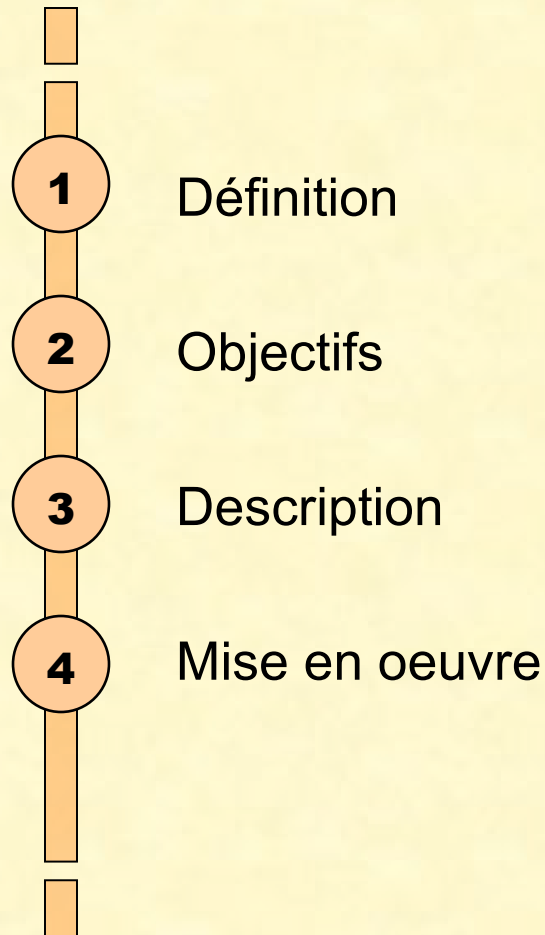 1 Définition
2 Objectifs
3 Description
4 Mise en oeuvre